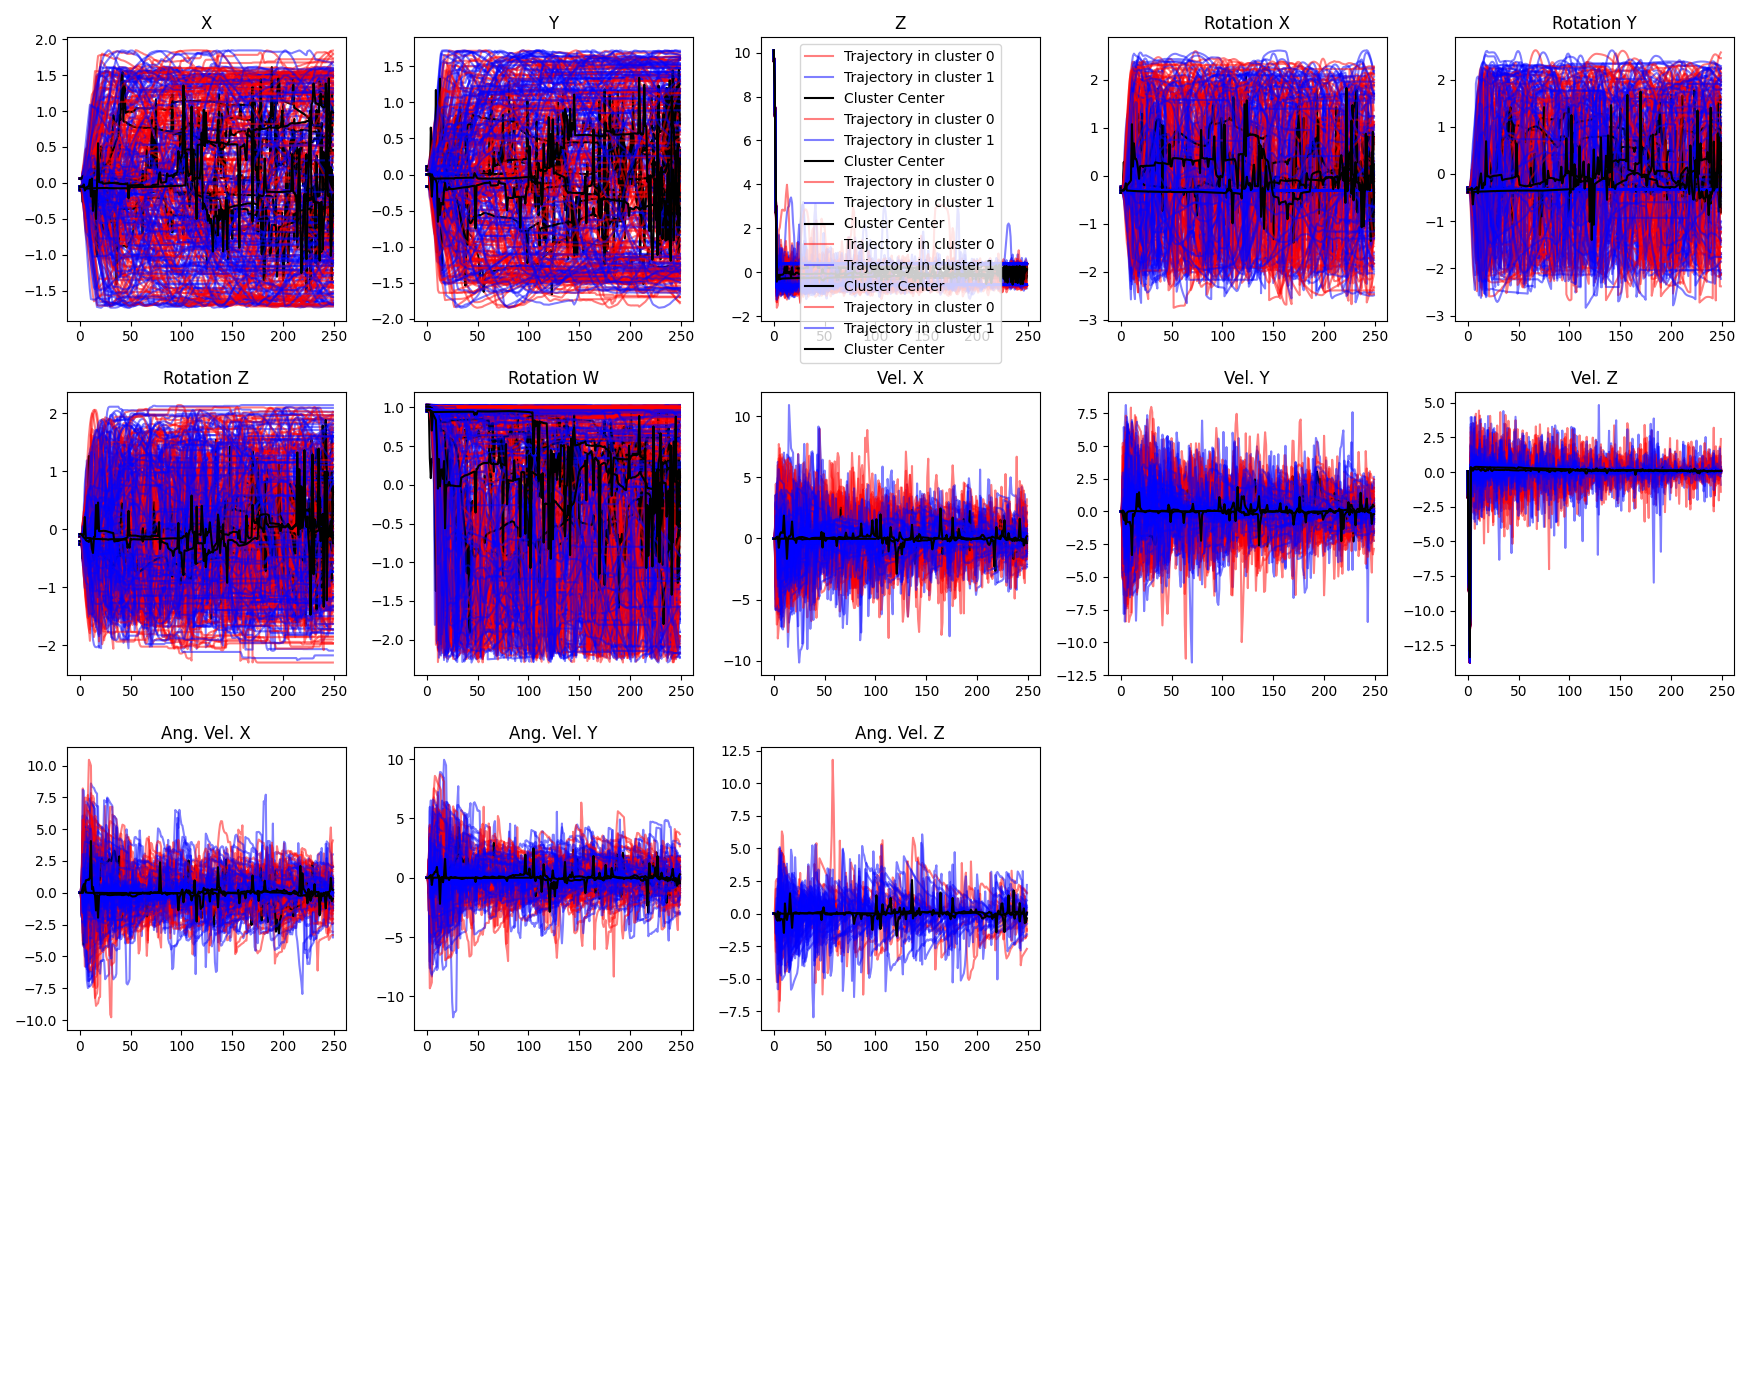 X
Y
Z
Rotation X
Rotation Y
2.0
1.5
1.0
0.5
0.0
−0.5
−1.0
−1.5
0 50 100 150 200 250
1.5
1.0
0.5
0.0
−0.5
−1.0
−1.5
−2.0
0 50 100 150 200 250
10
8
6
4
2
0
−2
0 50 100 150 200 250
Trajectory in cluster 0
Trajectory in cluster 1
Cluster Center
Trajectory in cluster 0
Trajectory in cluster 1
Cluster Center
Trajectory in cluster 0
Trajectory in cluster 1
Cluster Center
Trajectory in cluster 0
Trajectory in cluster 1
Cluster Center
Trajectory in cluster 0
Trajectory in cluster 1
Cluster Center
2
1
0
−1
−2
−3
0 50 100 150 200 250
2
1
0
−1
−2
−3
0 50 100 150 200 250
Rotation Z
Rotation W
Vel. X
Vel. Y
Vel. Z
2
1
0
−1
−2
0 50 100 150 200 250
1.0
0.5
0.0
−0.5
−1.0
−1.5
−2.0
0 50 100 150 200 250
10
5
0
−5
−10
0 50 100 150 200 250
7.5
5.0
2.5
0.0
−2.5
−5.0
−7.5
−10.0
−12.5
0 50 100 150 200 250
5.0
2.5
0.0
−2.5
−5.0
−7.5
−10.0
−12.5
0 50 100 150 200 250
Ang. Vel. X
Ang. Vel. Y
Ang. Vel. Z
10.0
7.5
5.0
2.5
0.0
−2.5
−5.0
−7.5
−10.0
0 50 100 150 200 250
10
5
0
−5
−10
0 50 100 150 200 250
12.5
10.0
7.5
5.0
2.5
0.0
−2.5
−5.0
−7.5
0 50 100 150 200 250